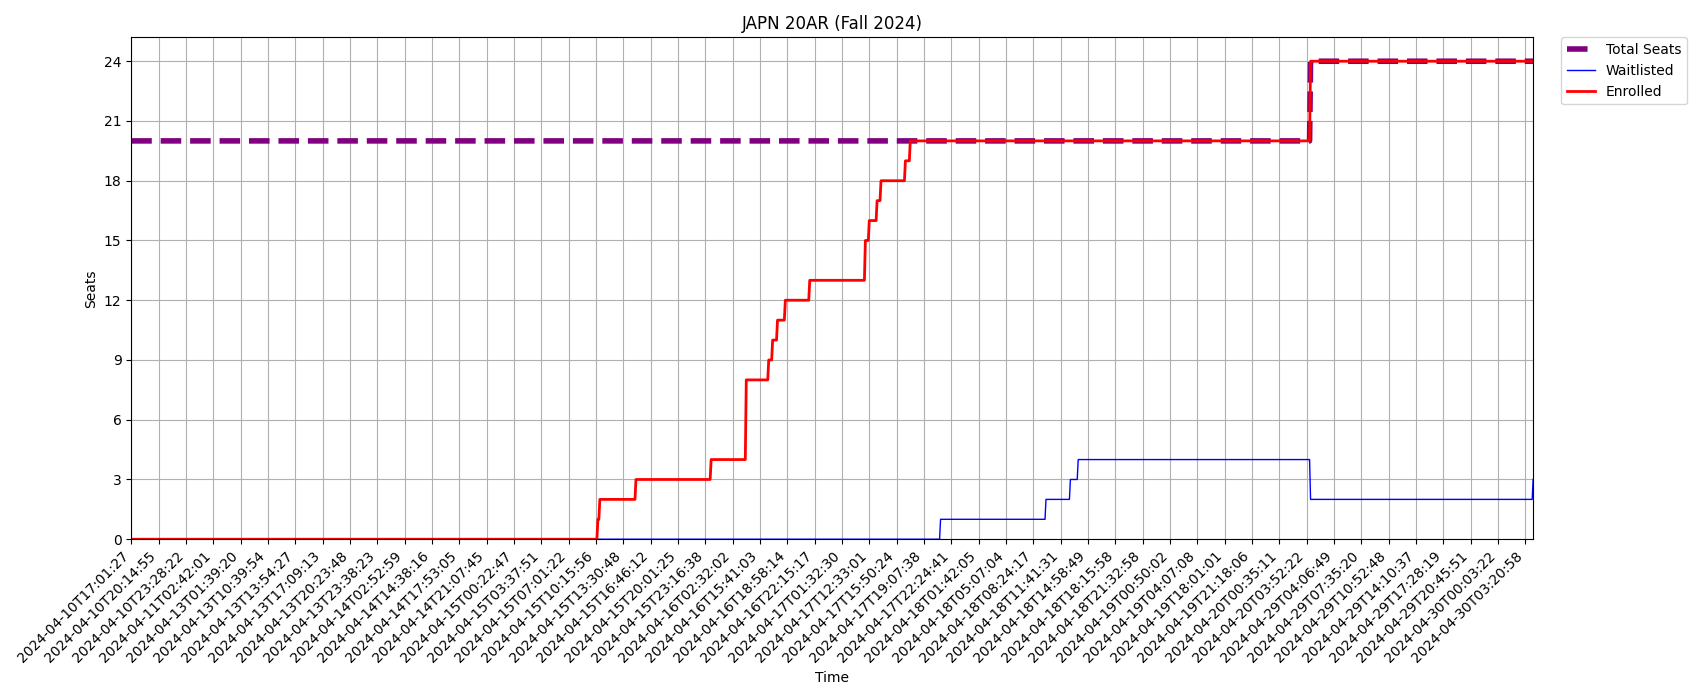 JAPN 20AR (Fall 2024)
Total Seats
Waitlisted
Enrolled
Seats
24
21
18
15
12
9
6
3
0
2024-04-10T17:01:27
2024-04-10T20:14:55
2024-04-10T23:28:22
2024-04-11T02:42:01
2024-04-13T01:39:20
2024-04-13T10:39:54
2024-04-13T13:54:27
2024-04-13T17:09:13
2024-04-13T20:23:48
2024-04-13T23:38:23
2024-04-14T02:52:59
2024-04-14T14:38:16
2024-04-14T17:53:05
2024-04-14T21:07:45
2024-04-15T00:22:47
2024-04-15T03:37:51
2024-04-15T07:01:22
2024-04-15T10:15:56
2024-04-15T13:30:48
2024-04-15T16:46:12
2024-04-15T20:01:25
2024-04-15T23:16:38
2024-04-16T02:32:02
2024-04-16T15:41:03
2024-04-16T18:58:14
2024-04-16T22:15:17
2024-04-17T01:32:30
2024-04-17T12:33:01
2024-04-17T15:50:24
2024-04-17T19:07:38
2024-04-17T22:24:41
2024-04-18T01:42:05
2024-04-18T05:07:04
2024-04-18T08:24:17
2024-04-18T11:41:31
2024-04-18T14:58:49
2024-04-18T18:15:58
2024-04-18T21:32:58
2024-04-19T00:50:02
2024-04-19T04:07:08
2024-04-19T18:01:01
2024-04-19T21:18:06
2024-04-20T00:35:11
2024-04-20T03:52:22
2024-04-29T04:06:49
2024-04-29T07:35:20
2024-04-29T10:52:48
2024-04-29T14:10:37
2024-04-29T17:28:19
2024-04-29T20:45:51
2024-04-30T00:03:22
2024-04-30T03:20:58
Time